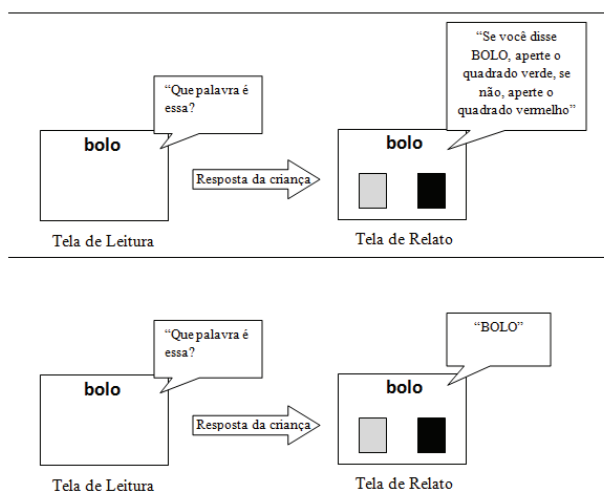 “Se você disse
BOLO, aperte o
quadrado verde, se
não, aperte o
quadrado vermelho”
“Que palavra é
essa?
bolo
bolo
Resposta da criança
Tela de Leitura
Tela de Relato
“Que palavra é
essa?
“BOLO”
bolo
bolo
Resposta da criança
Tela de Leitura
Tela de Relato